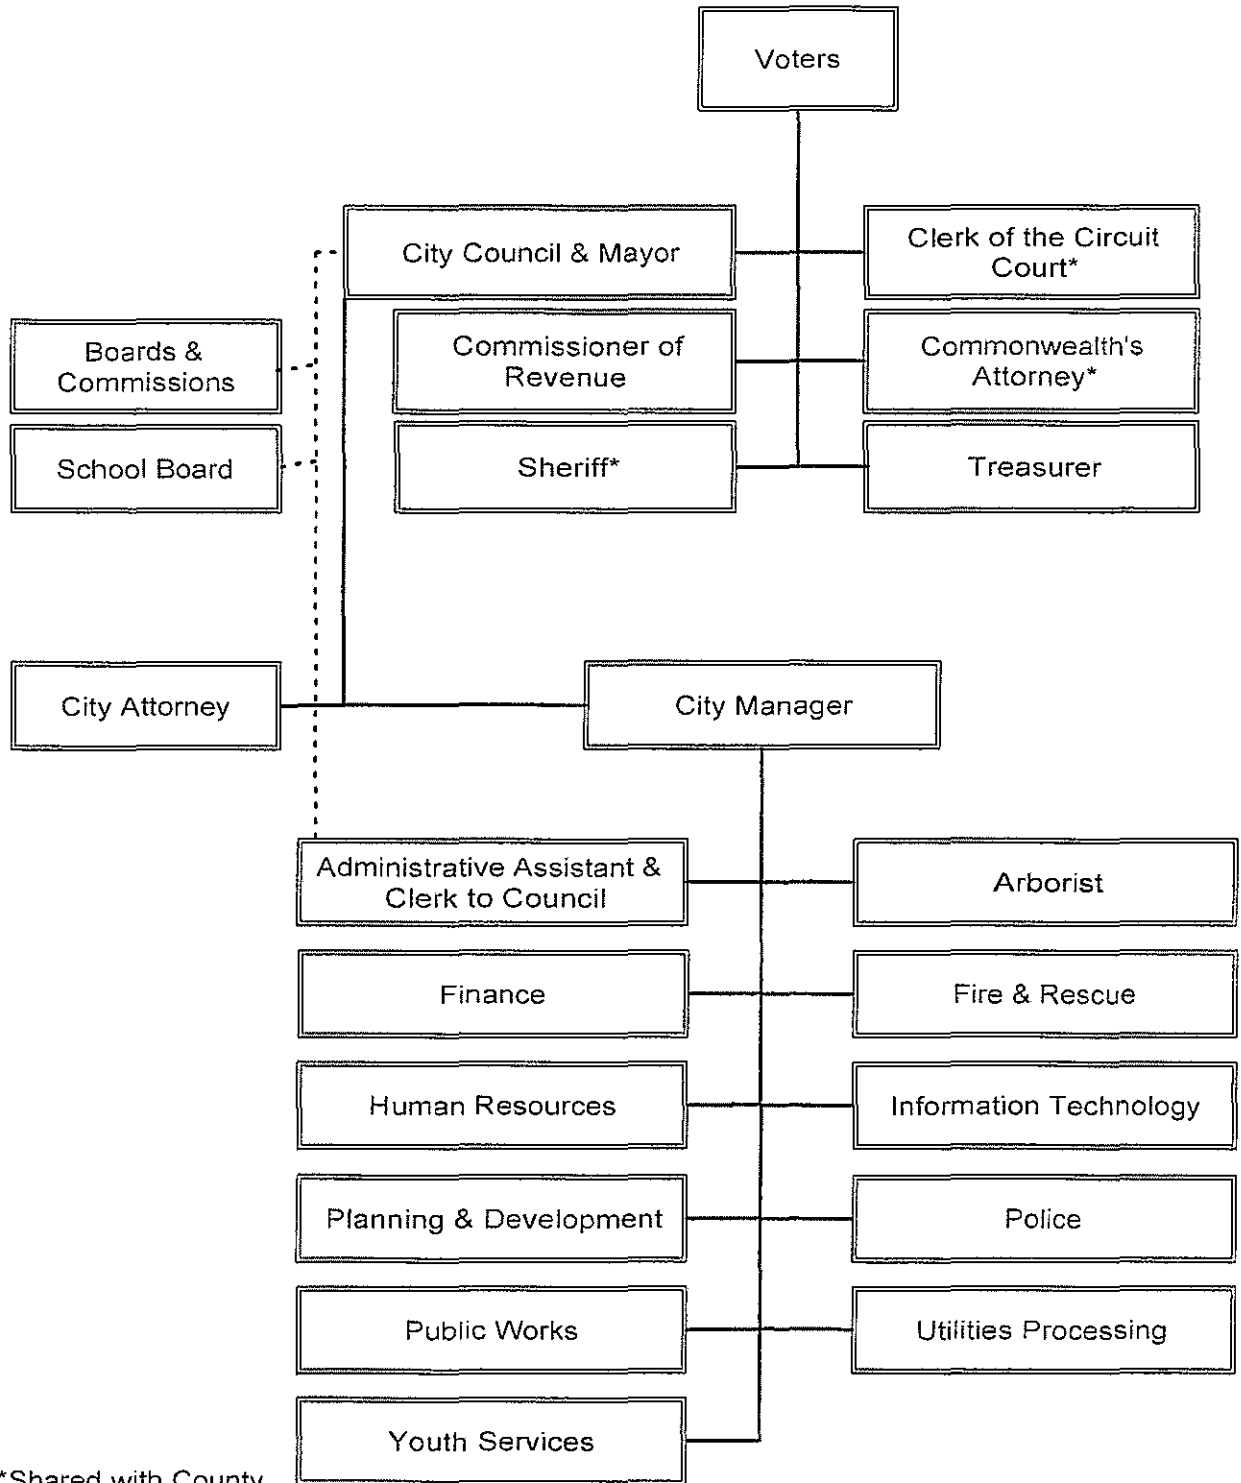 Voters
City Council & Mayor
Clerk of the Circuit
Court*
Boards &
Commissions
Commissioner of
Revenue
Commonwealth's
Attorney*
School Board
Sheriff*
Treasurer
City Attorney
City Manager
Administrative Assistant &
Clerk to Council
Arborist
Finance
Fire & Rescue
Human Resources
Information Technology
Planning & Development
Police
Public Works
Utilities Processing
Youth Services
*Shared with County